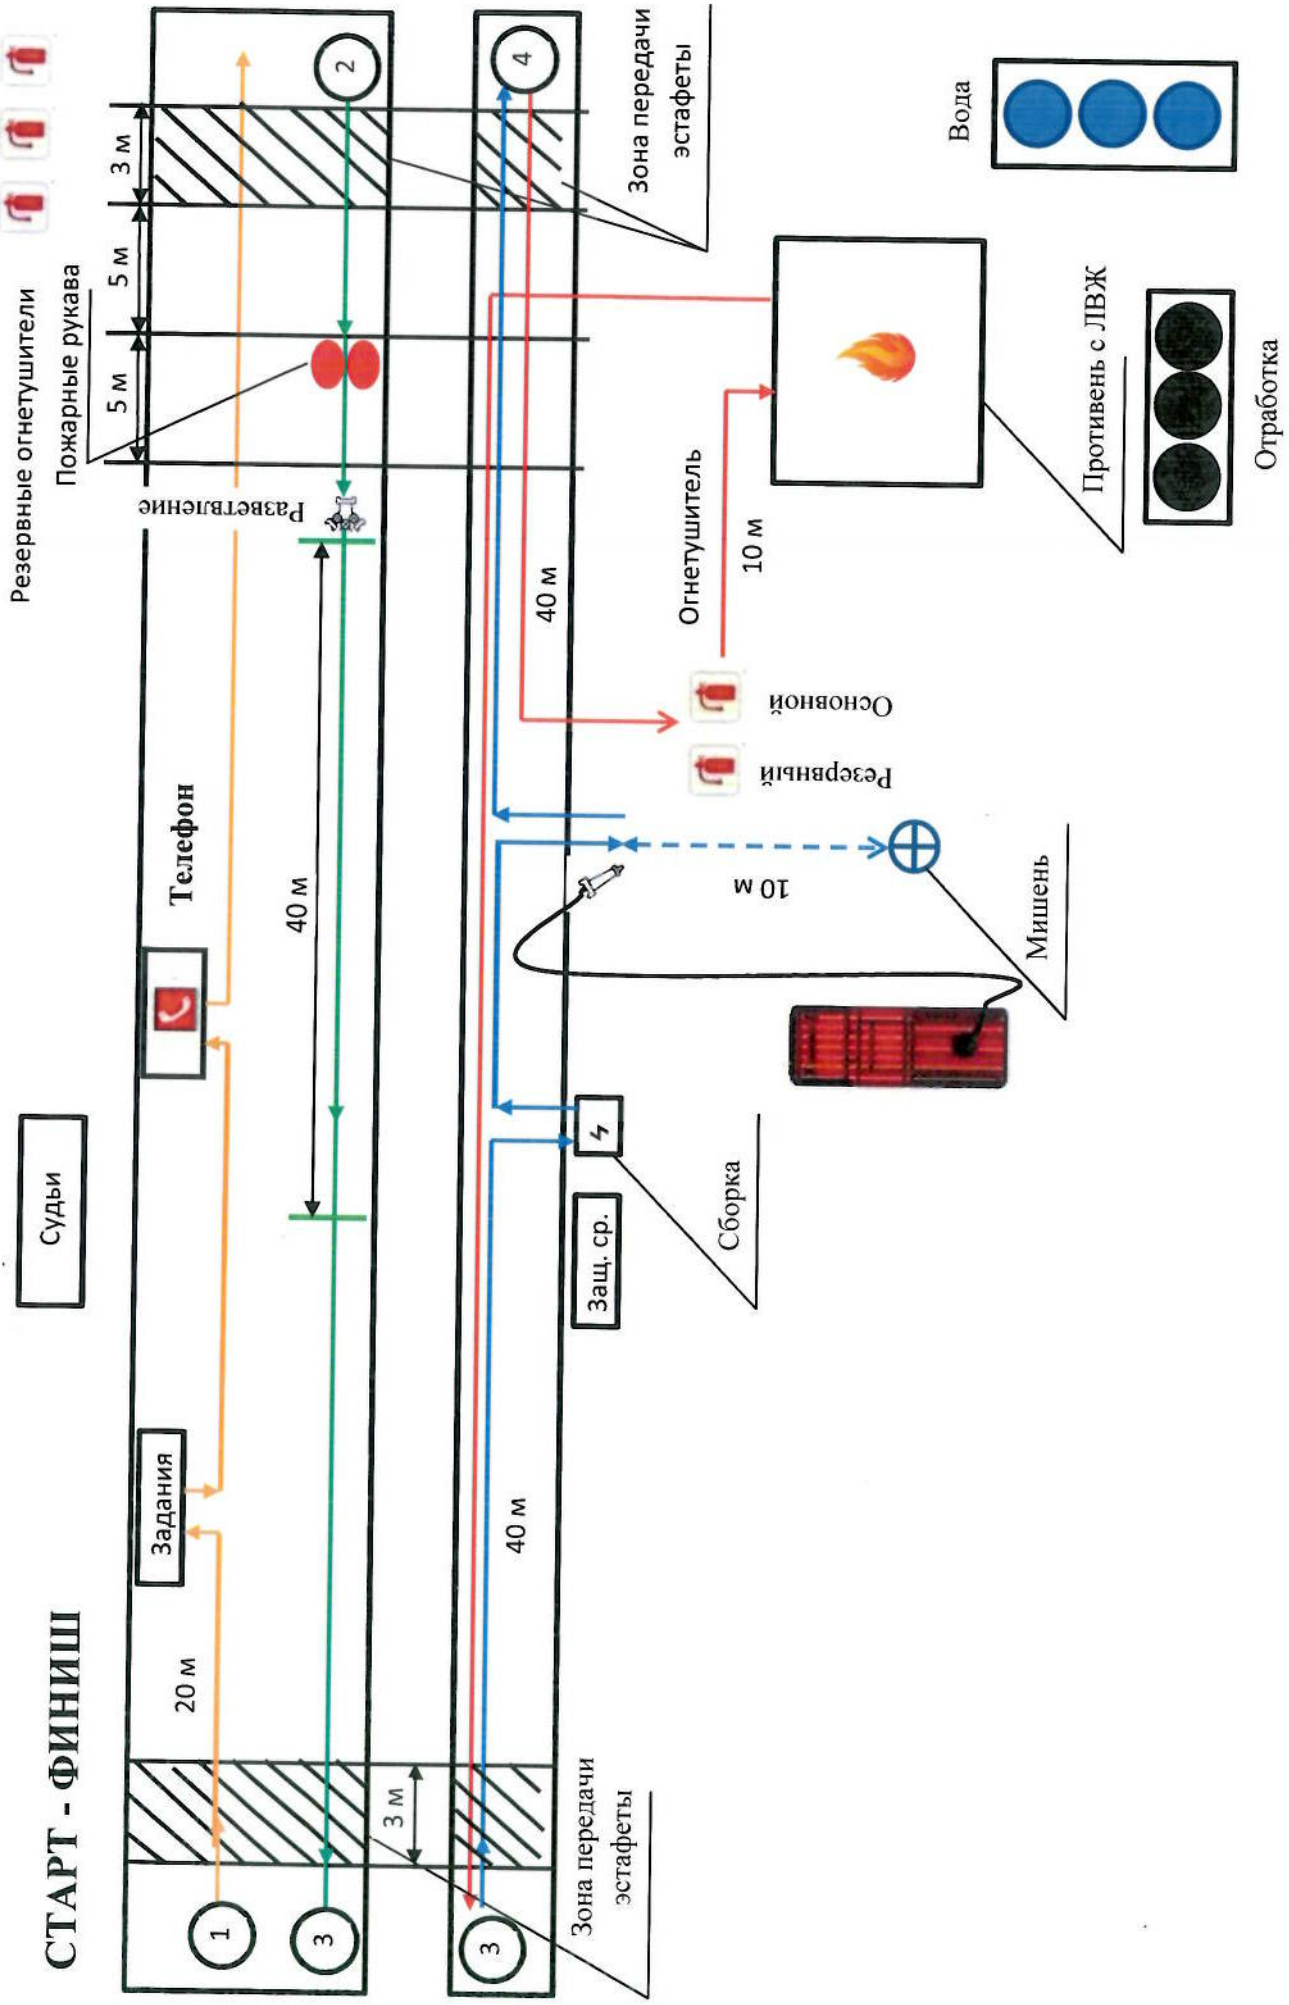 СТАРТ - ФИНИШ
Судьи
Резервные огнетушители
Пожарные рукава
20 м
Задания
Телефон
5 м
5 м
3 м
Разветвление
40 м
1
3
2
3 м
3
40 м
40 м
4
Зона передачи
эстафеты
Защ. ср.
Сборка
10 м
Мишень
Резервный
Основной
Огнетушитель
10 м
Зона передачи
эстафеты
Противень с ЛВЖ
Отработка
Вода